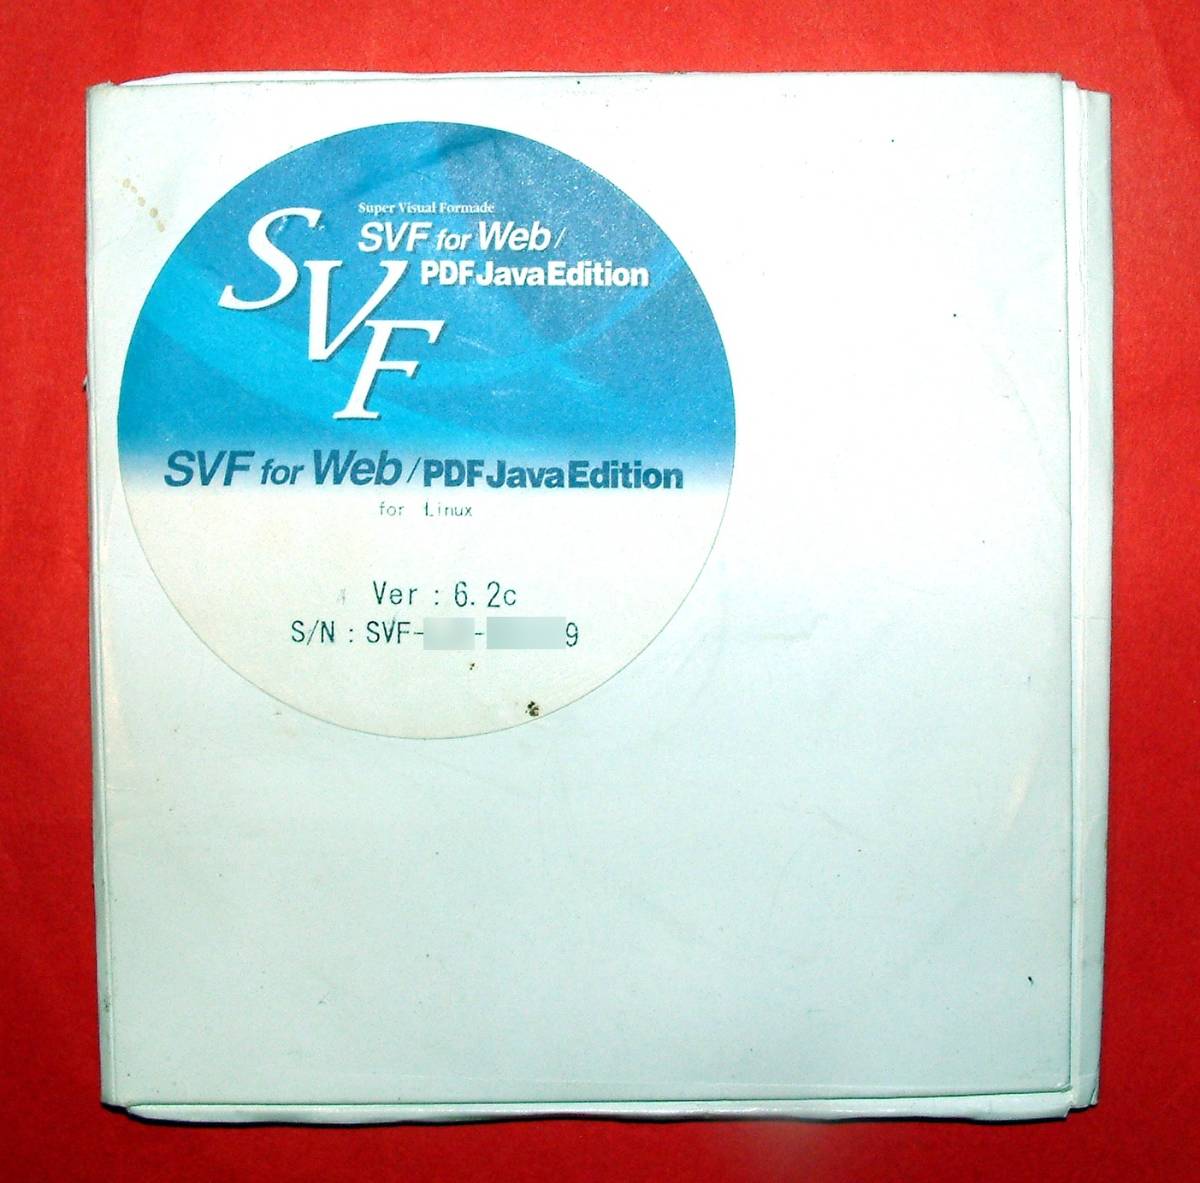 Super Visual Formade
SVF for Web/
PDF Java Edition
SVF
SVF for Web/PDF Java Edition
for Linux
Ver : 6.2c
S/N : SVF- - 9